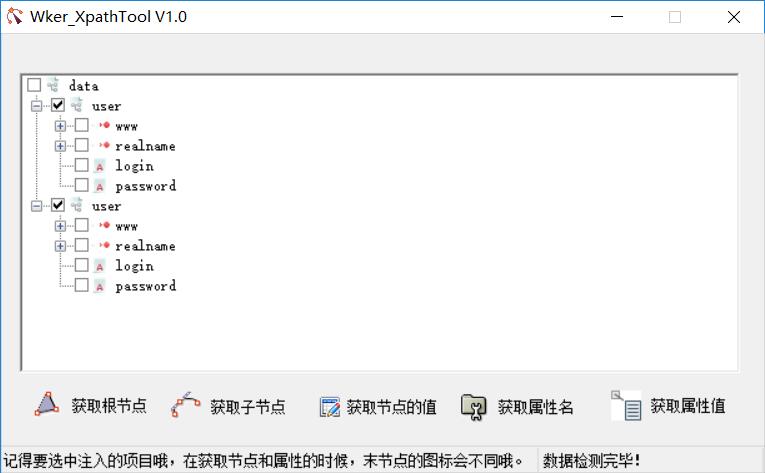 Wker_XpathTool V1.0
data
user
www
realname
login
password
user
www
realname
login
password
获取根节点 获取子节点 获取节点的值 获取属性名 获取属性值
记得要选中注入的项目哦，在获取节点和属性的时候，末节点的图标会不同哦。 数据检测完毕!